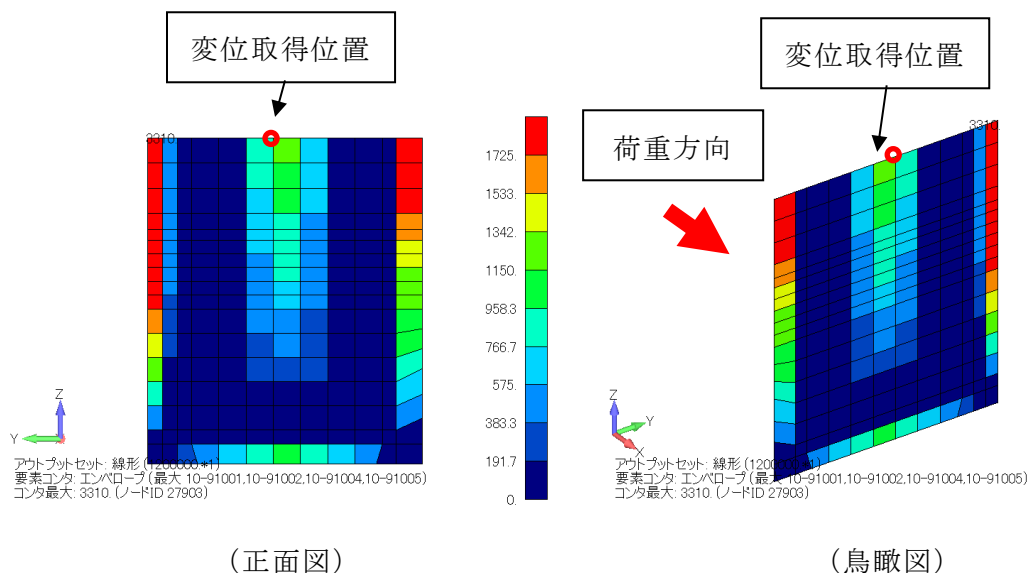 変位取得位置
変位取得位置
荷重方向
3310.
3310.
1725.
1533.
1342.
1150.
958.3
766.7
575.
383.3
191.7
0.
Z
Y
Z
Y
X
アウトプットセット: 線形 (1200000.*1)
要素コンタ: エンベロープ (最大 10-91001,10-91002,10-91004,10-91005)
コンタ最大: 3310. (ノードID 27903)
アウトプットセット: 線形
要素コンタ: エンベロープ (最大 10-91001,10-91002,10-91004,10-91005)
コンタ最大: 3310. (ノードID 27903)
(正面図)
(鳥瞰図)